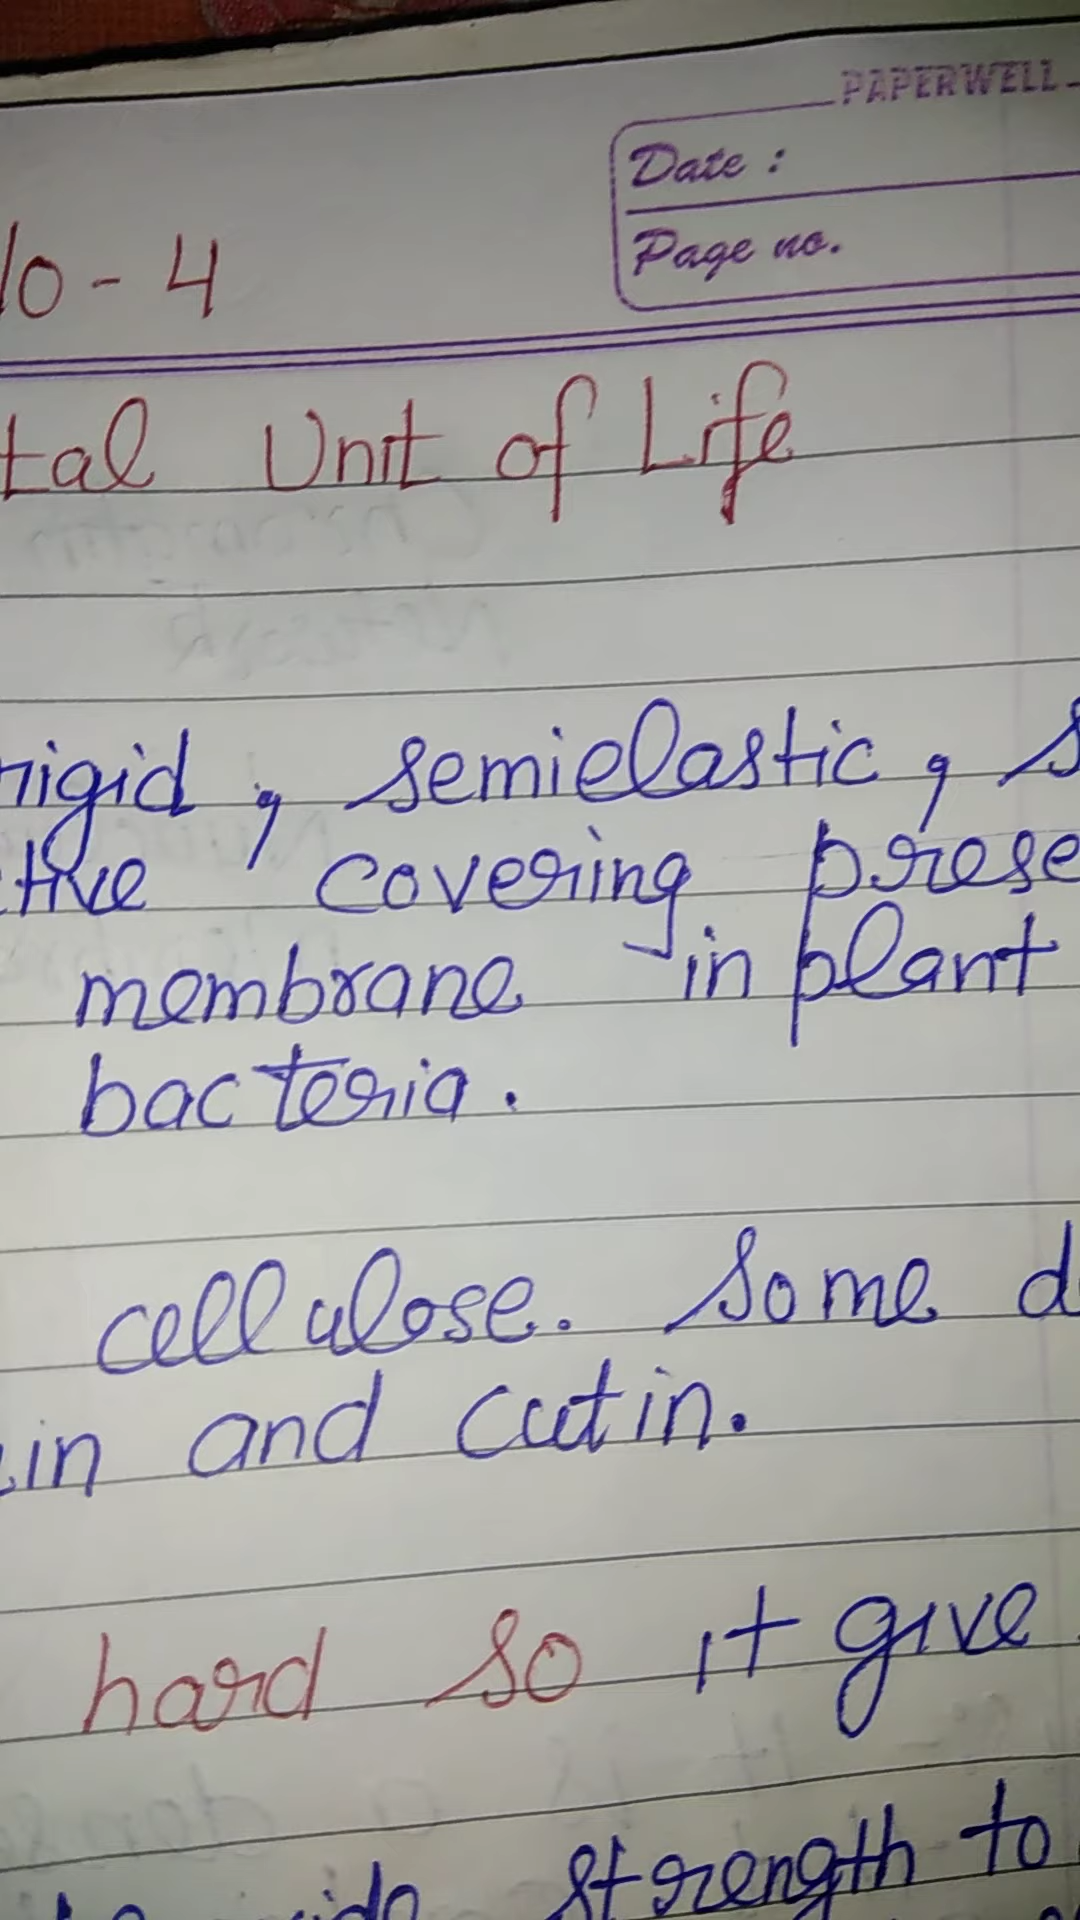 PAPERWELL
Date :
Page no.
No - 4
tal Unit of Life
rigid, semielastic, s
tive covering prese
membrane in plant
bacteria.
cellulose. Some d
in and cutin.
hard so it give
strength to